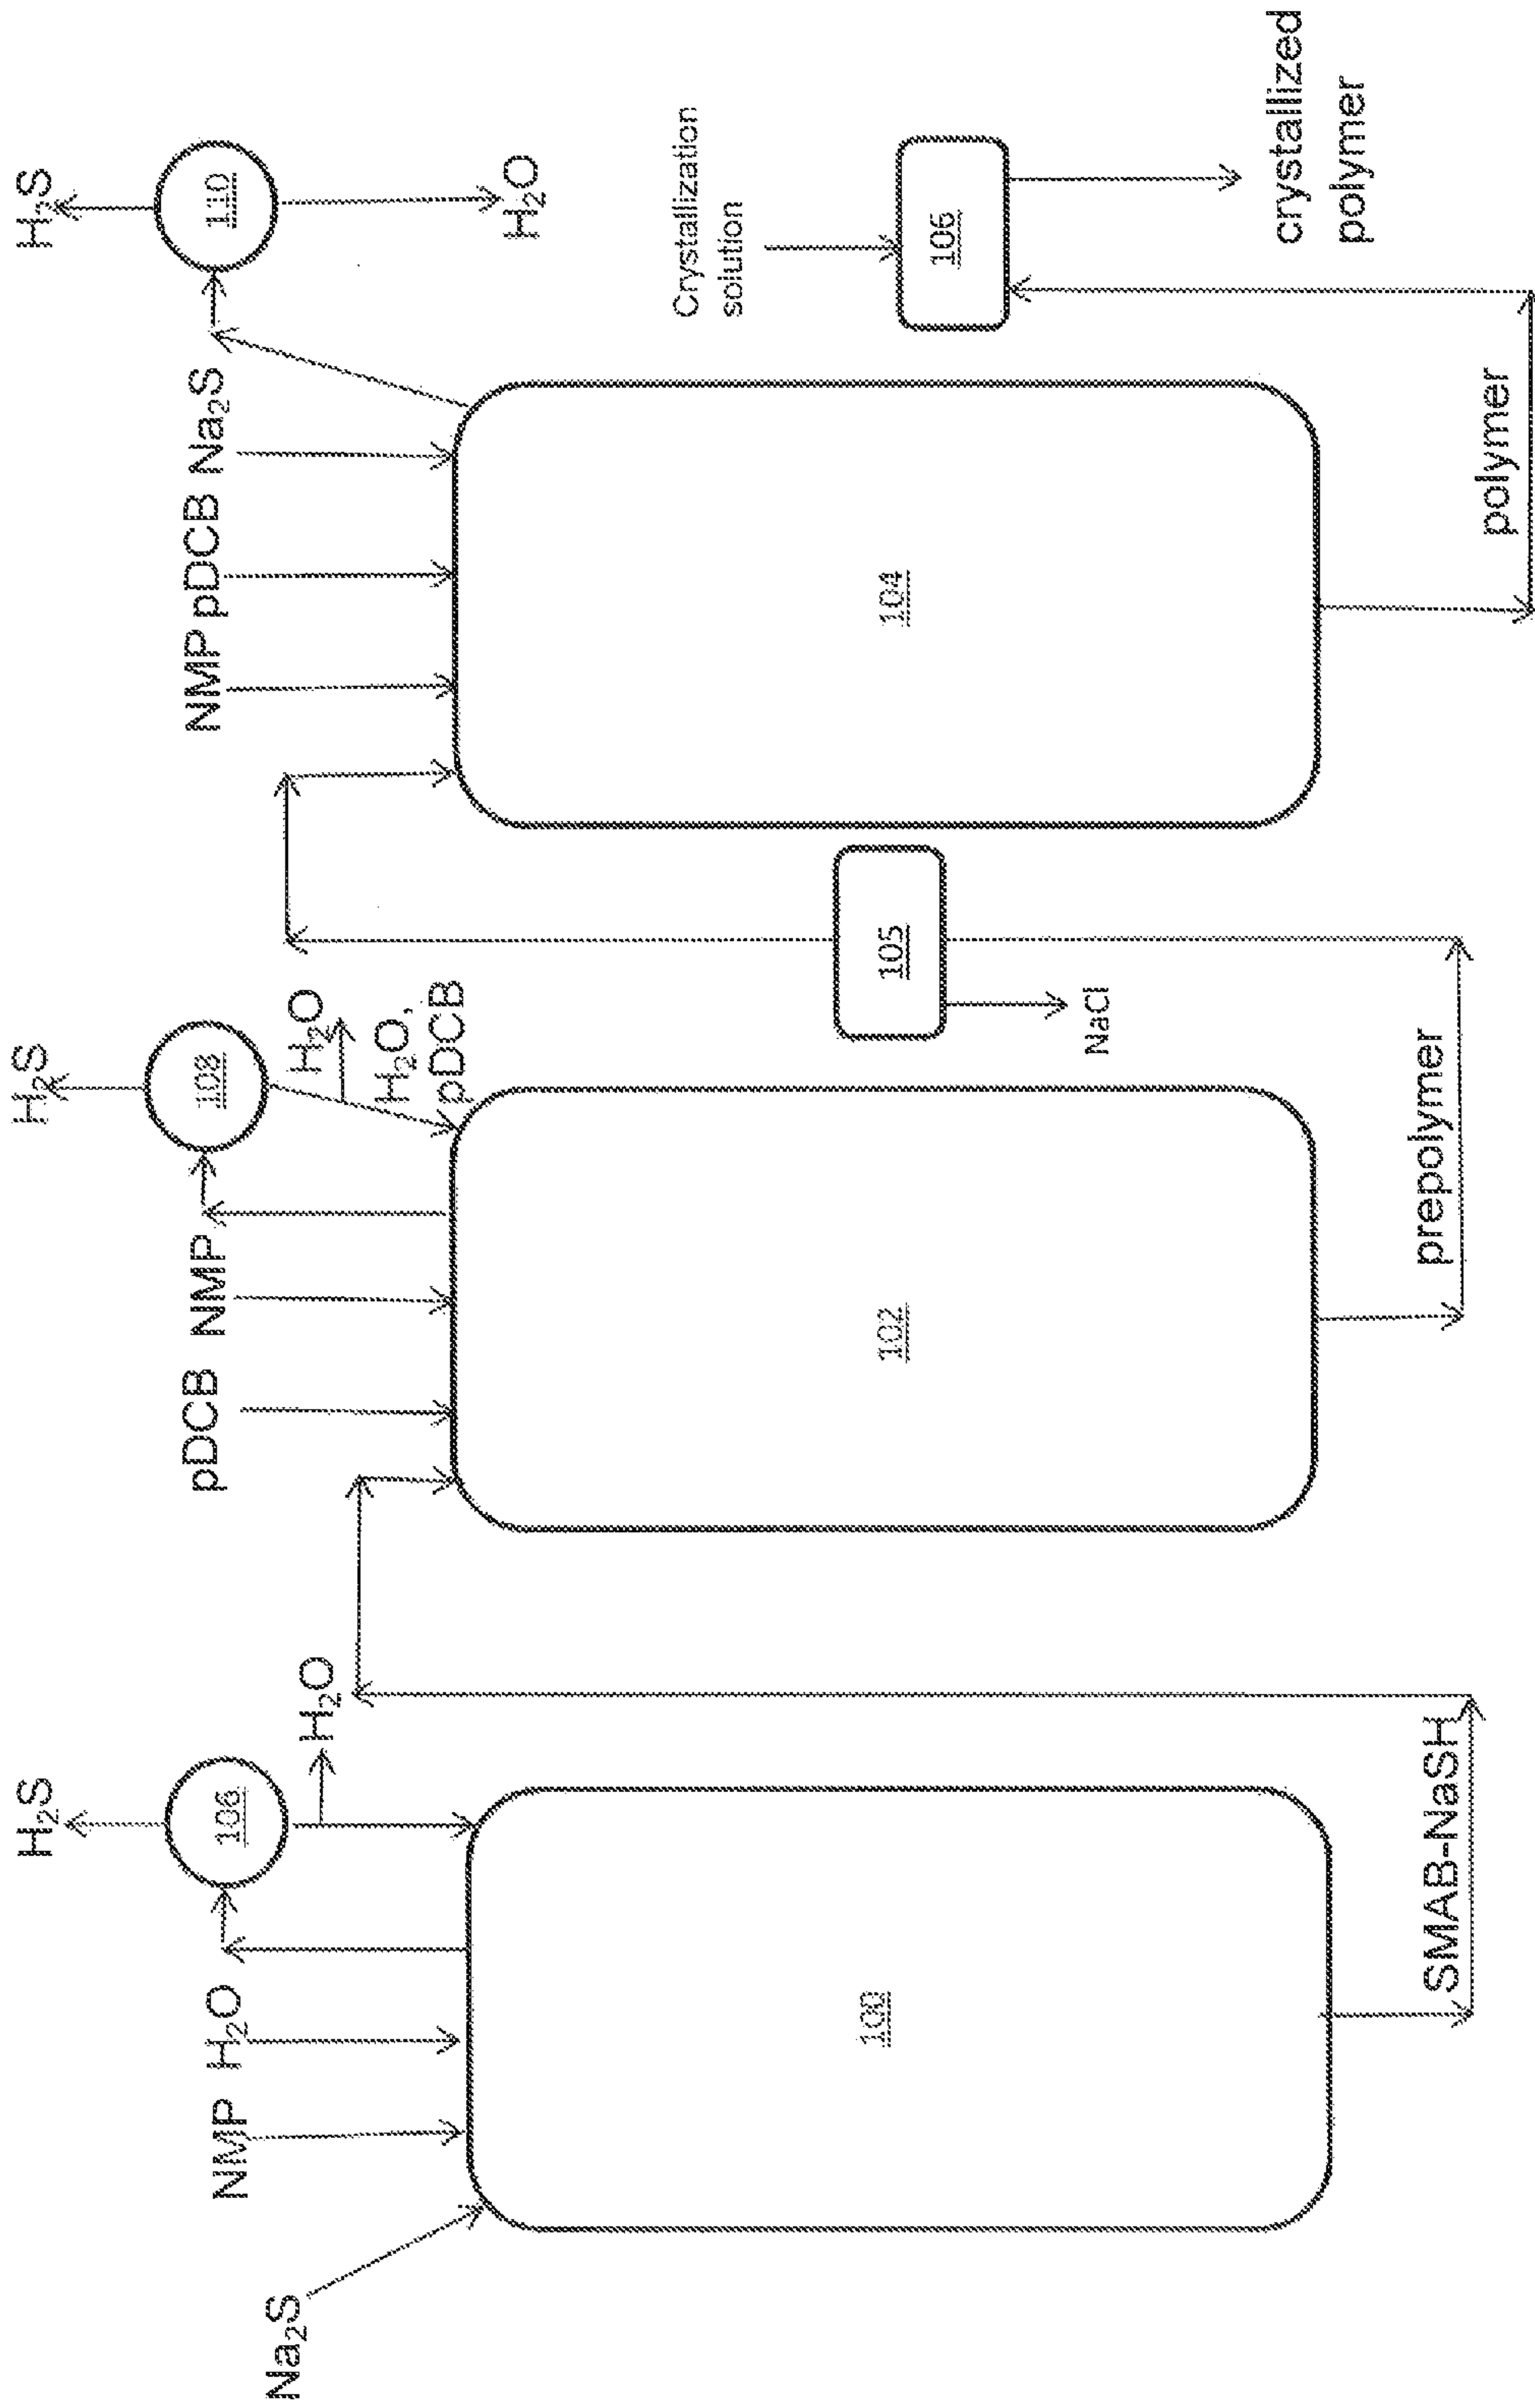 Na₂S
NMP
H₂O
H₂S
106
H₂O
100
SMAB-NaSH
pDCB
NMP
H₂S
108
H₂O
H₂O,
pDCB
102
prepolymer
105
NaCl
NMP
pDCB
Na₂S
H₂S
110
H₂O
104
polymer
Crystallization
solution
106
crystallized
polymer